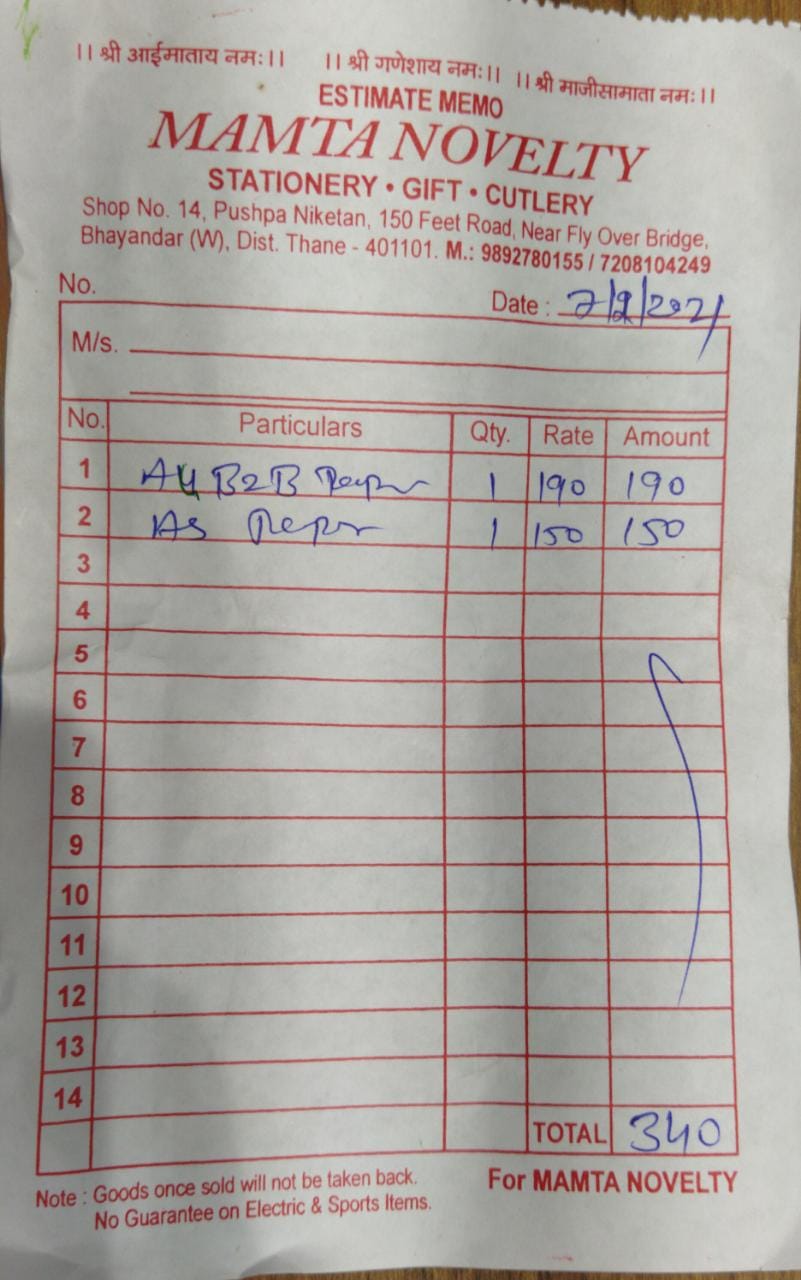 ।। श्री आईमाताय नमः।। ।। श्री गणेशाय नमः।। ।। श्री माजीसामाता नमः।।
ESTIMATE MEMO
MAMTA NOVELTY
STATIONERY • GIFT • CUTLERY
Shop No. 14, Pushpa Niketan, 150 Feet Road, Near Fly Over Bridge,
Bhayandar (W), Dist. Thane - 401101. M.: 9892780155 / 7208104249
No.
Date : 7/9/2021
M/s.
No. Particulars Qty. Rate Amount
1 A4 B2B Paper 1 190 190
2 A5 Paper 1 150 150
3
4
5
6
7
8
9
10
11
12
13
14
TOTAL 340
Note : Goods once sold will not be taken back.
No Guarantee on Electric & Sports Items.
For MAMTA NOVELTY